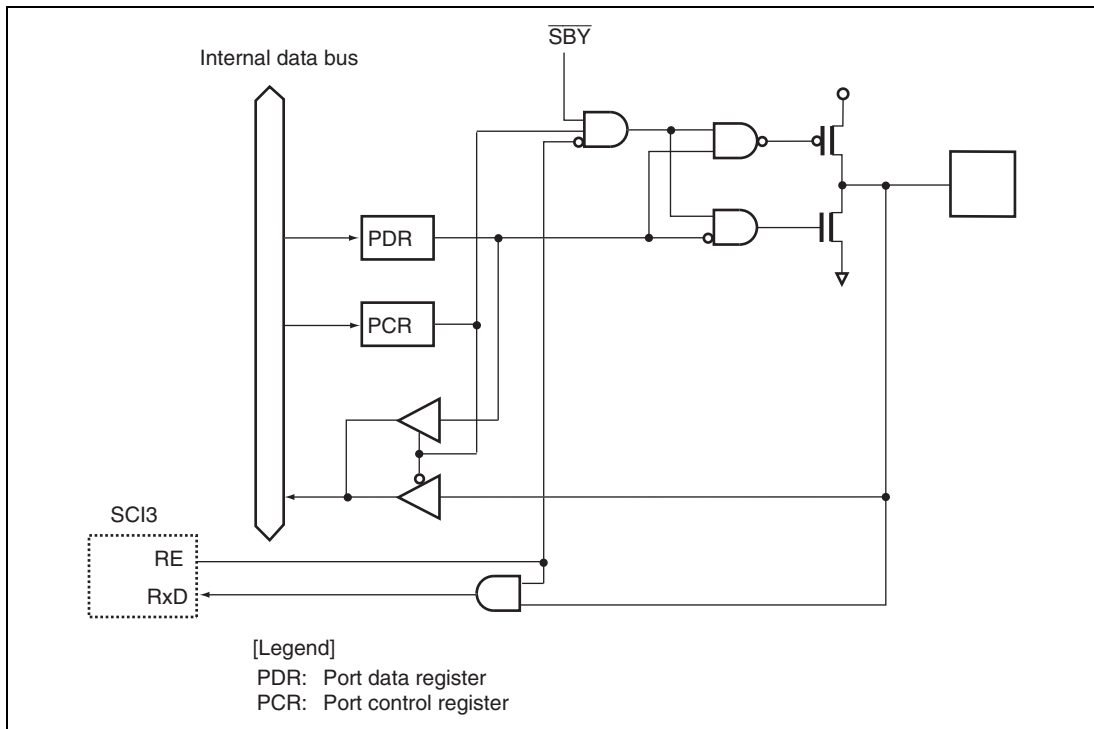 SBY
Internal data bus
PDR
PCR
SCI3
RE
RxD
[Legend]
PDR: Port data register
PCR: Port control register